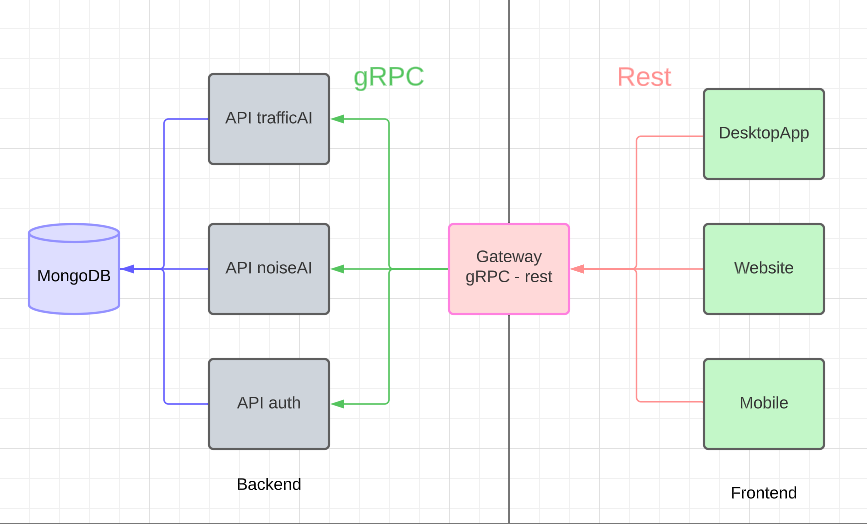 gRPC
Rest
API trafficAI
DesktopApp
MongoDB
API noiseAI
Gateway
gRPC - rest
Website
API auth
Mobile
Backend
Frontend